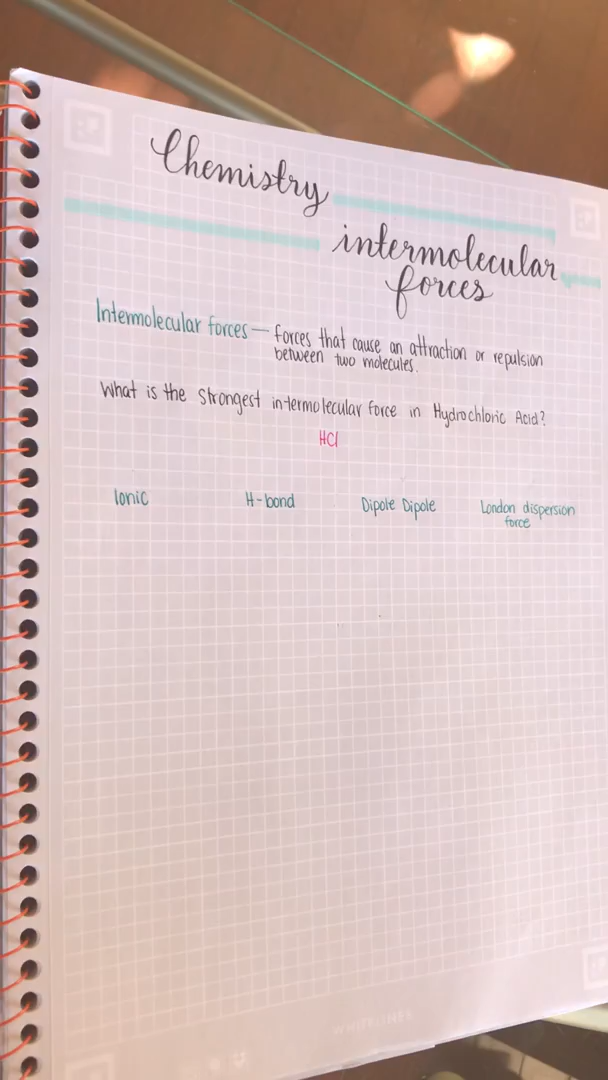 Chemistry
intermolecular
forces
Intermolecular forces — forces that cause an attraction or repulsion
between two molecules.
What is the strongest intermolecular force in Hydrochloric Acid?
HCl
Ionic H-bond Dipole Dipole London dispersion
force
WHITELINES